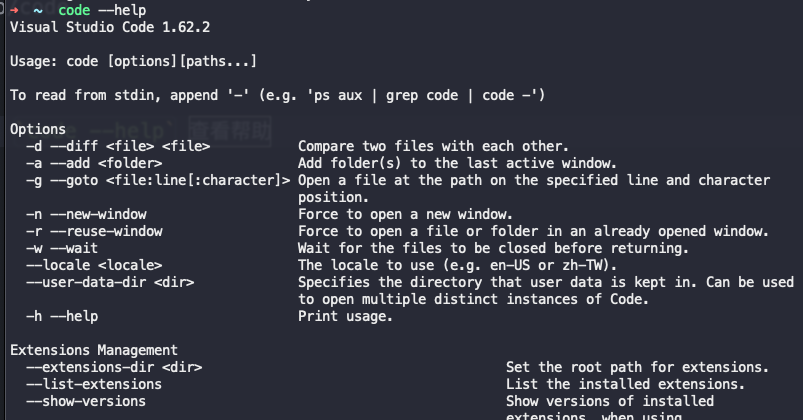 ➜ ~ code --help
Visual Studio Code 1.62.2
Usage: code [options][paths...]
To read from stdin, append '-' (e.g. 'ps aux | grep code | code -')
Options
-d --diff <file> <file> Compare two files with each other.
-a --add <folder> Add folder(s) to the last active window.
-g --goto <file:line[:character]> Open a file at the path on the specified line and character
position.
-n --new-window Force to open a new window.
-r --reuse-window Force to open a file or folder in an already opened window.
-w --wait Wait for the files to be closed before returning.
--locale <locale> The locale to use (e.g. en-US or zh-TW).
--user-data-dir <dir> Specifies the directory that user data is kept in. Can be used
to open multiple distinct instances of Code.
-h --help Print usage.
Extensions Management
--extensions-dir <dir> Set the root path for extensions.
--list-extensions List the installed extensions.
--show-versions Show versions of installed
extensions, when using